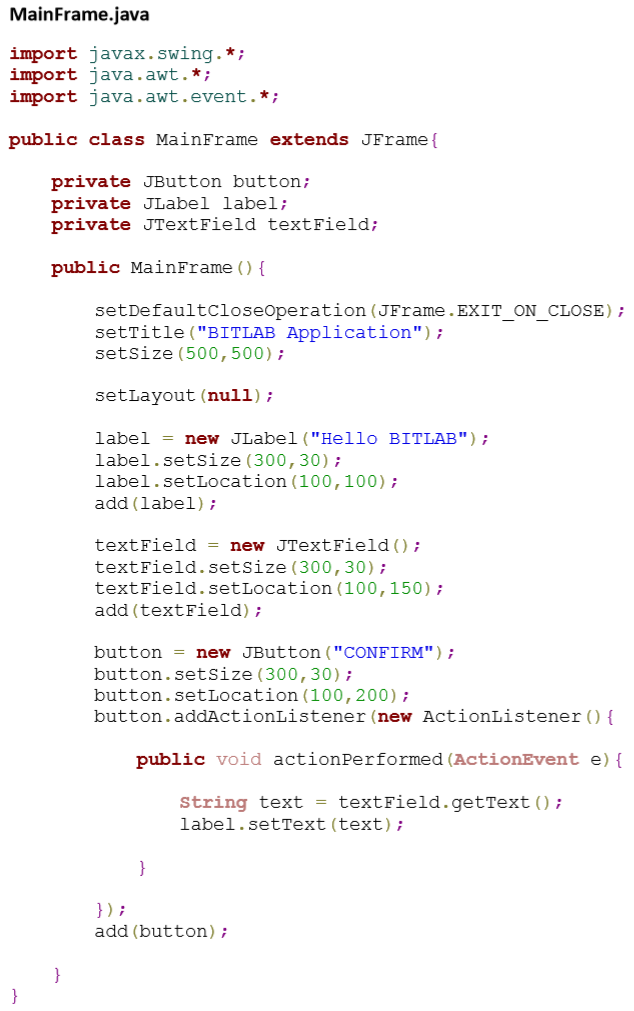 MainFrame.java
import javax.swing.*;
import java.awt.*;
import java.awt.event.*;
public class MainFrame extends JFrame{
private JButton button;
private JLabel label;
private JTextField textField;
public MainFrame(){
setDefaultCloseOperation(JFrame.EXIT_ON_CLOSE);
setTitle("BITLAB Application");
setSize(500,500);
setLayout(null);
label = new JLabel("Hello BITLAB");
label.setSize(300,30);
label.setLocation(100,100);
add(label);
textField = new JTextField();
textField.setSize(300,30);
textField.setLocation(100,150);
add(textField);
button = new JButton("CONFIRM");
button.setSize(300,30);
button.setLocation(100,200);
button.addActionListener(new ActionListener(){
public void actionPerformed(ActionEvent e){
String text = textField.getText();
label.setText(text);
}
});
add(button);
}
}